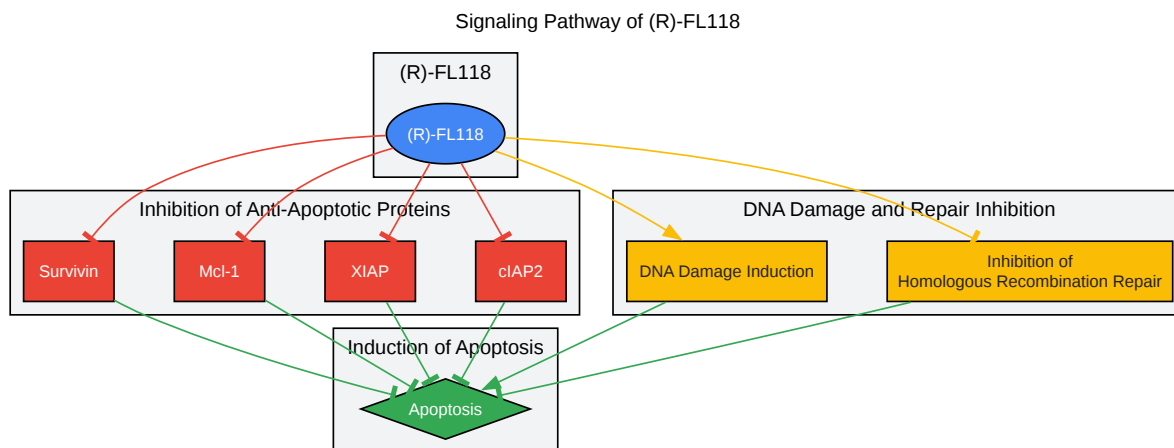 Signaling Pathway of (R)-FL118
(R)-FL118
(R)-FL118
Inhibition of Anti-Apoptotic Proteins
DNA Damage and Repair Inhibition
Survivin
Mcl-1
XIAP
cIAP2
DNA Damage Induction
Inhibition of
Homologous Recombination Repair
Induction of Apoptosis
Apoptosis